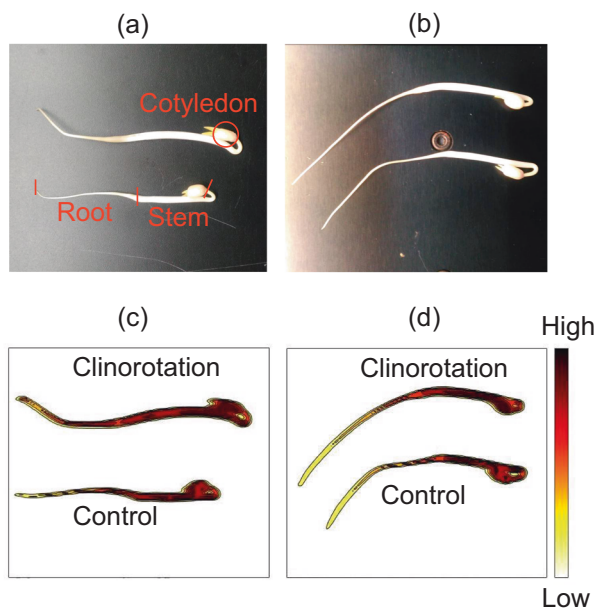 (a)
(b)
Cotyledon
Root
Stem
(c)
(d)
High
Clinorotation
Clinorotation
Control
Control
Low